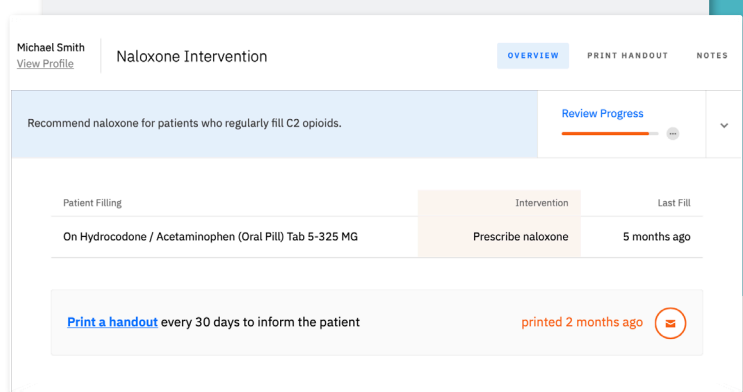 Michael Smith
View Profile
Naloxone Intervention
OVERVIEW
PRINT HANDOUT
NOTES
Recommend naloxone for patients who regularly fill C2 opioids.
Review Progress
Patient Filling
Intervention
Last Fill
On Hydrocodone / Acetaminophen (Oral Pill) Tab 5-325 MG
Prescribe naloxone
5 months ago
Print a handout every 30 days to inform the patient
printed 2 months ago